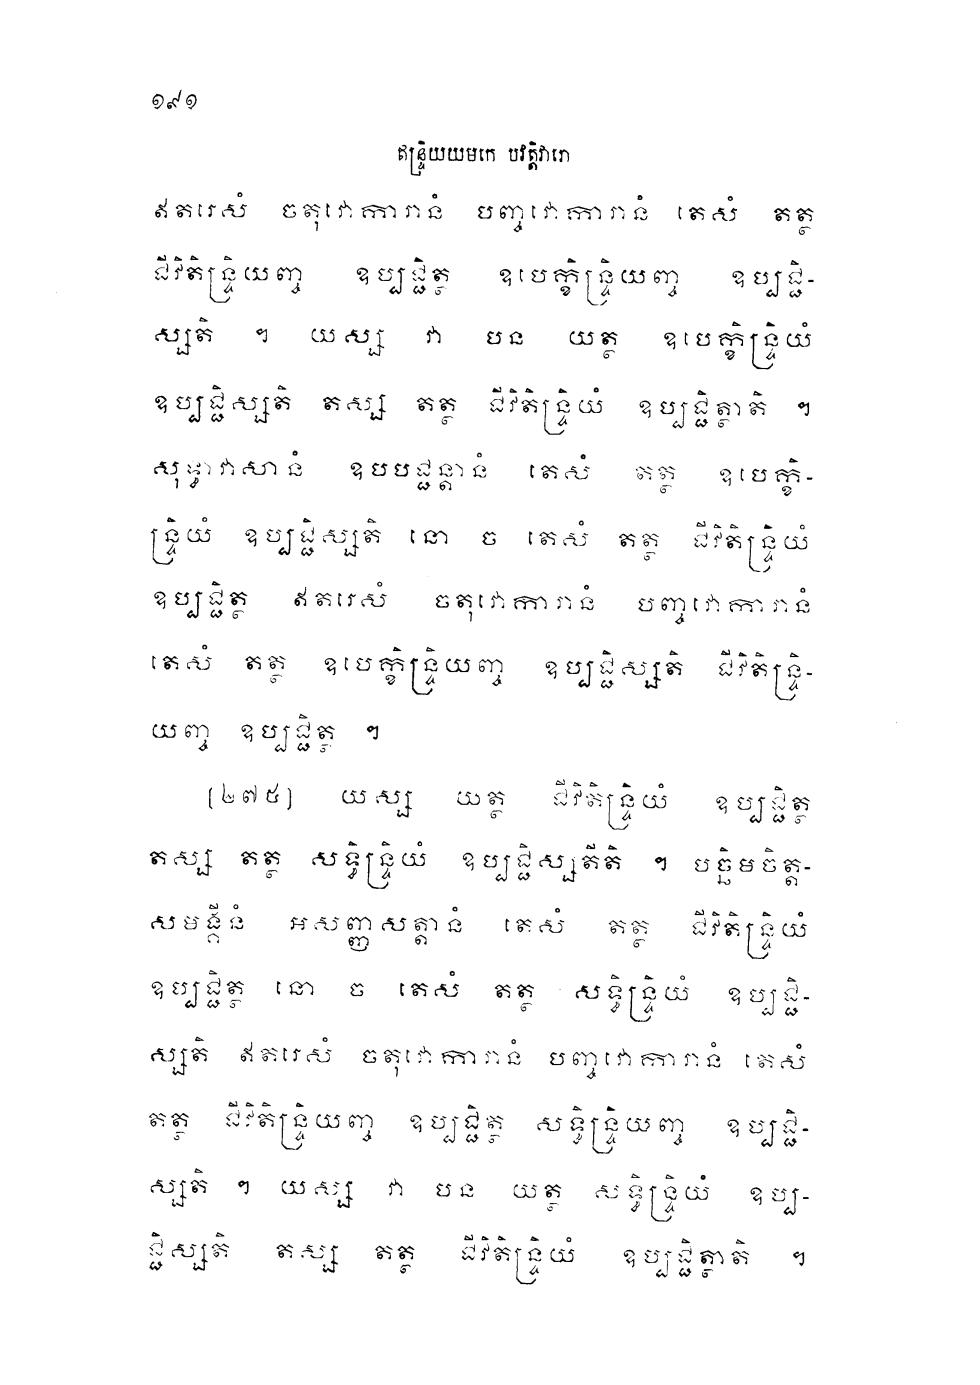 ១៩១
ឥន្ទ្រិយយមកេ បវត្តិវារោ
ឥតរេសំ ចតុវោការានំ បញ្ចវោការានំ តេសំ តត្ថ
ជីវិតិន្ទ្រិយញ្ច ឧប្បជ្ជិត្ថ ឧបេក្ខិន្ទ្រិយញ្ច ឧប្បជ្ជិ-
ស្សតិ ។ យស្ស វា បន យត្ថ ឧបេក្ខិន្ទ្រិយំ
ឧប្បជ្ជិស្សតិ តស្ស តត្ថ ជីវិតិន្ទ្រិយំ ឧប្បជ្ជិត្ថាតិ ។
សុទ្ធាវាសានំ ឧបបជ្ជន្តានំ តេសំ តត្ថ ឧបេក្ខិ-
ន្ទ្រិយំ ឧប្បជ្ជិស្សតិ នោ ច តេសំ តត្ថ ជីវិតិន្ទ្រិយំ
ឧប្បជ្ជិត្ថ ឥតរេសំ ចតុវោការានំ បញ្ចវោការានំ
តេសំ តត្ថ ឧបេក្ខិន្ទ្រិយញ្ច ឧប្បជ្ជិស្សតិ ជីវិតិន្ទ្រិ-
យញ្ច ឧប្បជ្ជិត្ថ ។
[២៧៥] យស្ស យត្ថ ជីវិតិន្ទ្រិយំ ឧប្បជ្ជិត្ថ
តស្ស តត្ថ សទ្ធិន្ទ្រិយំ ឧប្បជ្ជិស្សតីតិ ។ បច្ឆិមចិត្ត-
សមង្គីនំ អសញ្ញសត្តានំ តេសំ តត្ថ ជីវិតិន្ទ្រិយំ
ឧប្បជ្ជិត្ថ នោ ច តេសំ តត្ថ សទ្ធិន្ទ្រិយំ ឧប្បជ្ជិ-
ស្សតិ ឥតរេសំ ចតុវោការានំ បញ្ចវោការានំ តេសំ
តត្ថ ជីវិតិន្ទ្រិយញ្ច ឧប្បជ្ជិត្ថ សទ្ធិន្ទ្រិយញ្ច ឧប្បជ្ជិ-
ស្សតិ ។ យស្ស វា បន យត្ថ សទ្ធិន្ទ្រិយំ ឧប្ប-
ជ្ជិស្សតិ តស្ស តត្ថ ជីវិតិន្ទ្រិយំ ឧប្បជ្ជិត្ថាតិ ។